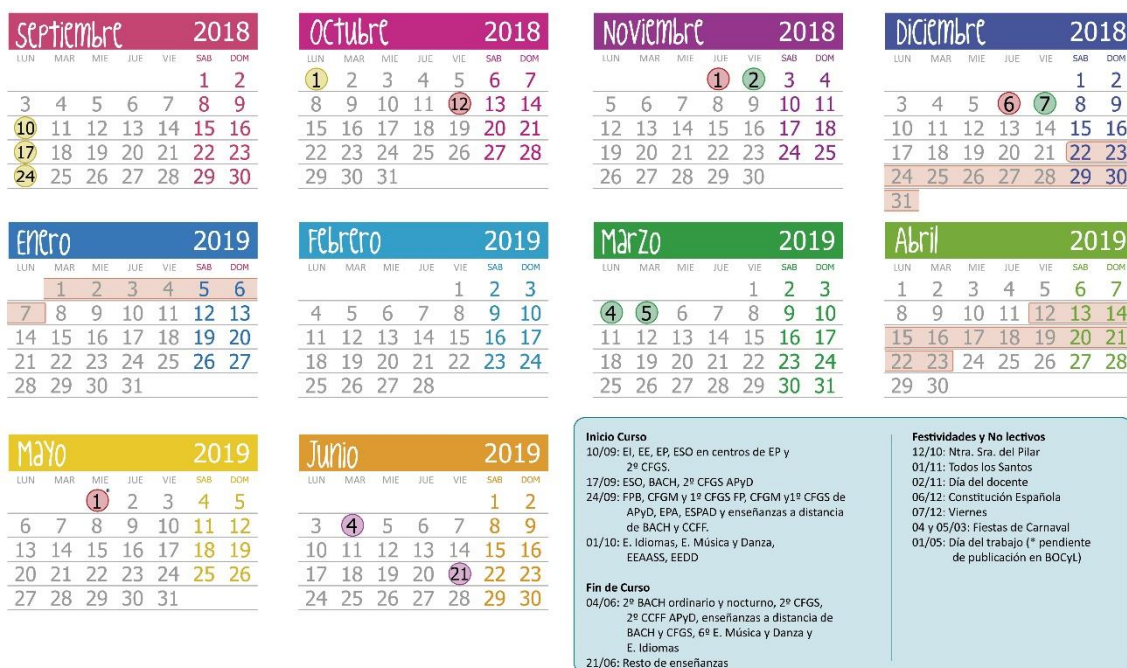 Septiembre 2018
LUN MAR MIE JUE VIE SAB DOM
1 2
3 4 5 6 7 8 9
10 11 12 13 14 15 16
17 18 19 20 21 22 23
24 25 26 27 28 29 30
Octubre 2018
LUN MAR MIE JUE VIE SAB DOM
1 2 3 4 5 6 7
8 9 10 11 12 13 14
15 16 17 18 19 20 21
22 23 24 25 26 27 28
29 30 31
Noviembre 2018
LUN MAR MIE JUE VIE SAB DOM
1 2 3 4
5 6 7 8 9 10 11
12 13 14 15 16 17 18
19 20 21 22 23 24 25
26 27 28 29 30
Diciembre 2018
LUN MAR MIE JUE VIE SAB DOM
1 2
3 4 5 6 7 8 9
10 11 12 13 14 15 16
17 18 19 20 21 22 23
24 25 26 27 28 29 30
31
Enero 2019
LUN MAR MIE JUE VIE SAB DOM
1 2 3 4 5 6
7 8 9 10 11 12 13
14 15 16 17 18 19 20
21 22 23 24 25 26 27
28 29 30 31
Febrero 2019
LUN MAR MIE JUE VIE SAB DOM
1 2 3
4 5 6 7 8 9 10
11 12 13 14 15 16 17
18 19 20 21 22 23 24
25 26 27 28
Marzo 2019
LUN MAR MIE JUE VIE SAB DOM
1 2 3
4 5 6 7 8 9 10
11 12 13 14 15 16 17
18 19 20 21 22 23 24
25 26 27 28 29 30 31
Abril 2019
LUN MAR MIE JUE VIE SAB DOM
1 2 3 4 5 6 7
8 9 10 11 12 13 14
15 16 17 18 19 20 21
22 23 24 25 26 27 28
29 30
Mayo 2019
LUN MAR MIE JUE VIE SAB DOM
1* 2 3 4 5
6 7 8 9 10 11 12
13 14 15 16 17 18 19
20 21 22 23 24 25 26
27 28 29 30 31
Junio 2019
LUN MAR MIE JUE VIE SAB DOM
1 2
3 4 5 6 7 8 9
10 11 12 13 14 15 16
17 18 19 20 21 22 23
24 25 26 27 28 29 30
Inicio Curso
10/09: EI, EE, EP, ESO en centros de EP y
2º CFGS.
17/09: ESO, BACH, 2º CFGS APyD
24/09: FPB, CFGM y 1º CFGS FP, CFGM y1º CFGS de
APyD, EPA, ESPAD y enseñanzas a distancia
de BACH y CCFF.
01/10: E. Idiomas, E. Música y Danza,
EEAASS, EEDD
Fin de Curso
04/06: 2º BACH ordinario y nocturno, 2º CFGS,
2º CCFF APyD, enseñanzas a distancia de
BACH y CFGS, 6º E. Música y Danza y
E. Idiomas
21/06: Resto de enseñanzas
Festividades y No lectivos
12/10: Ntra. Sra. del Pilar
01/11: Todos los Santos
02/11: Día del docente
06/12: Constitución Española
07/12: Viernes
04 y 05/03: Fiestas de Carnaval
01/05: Día del trabajo (* pendiente
de publicación en BOCyL)